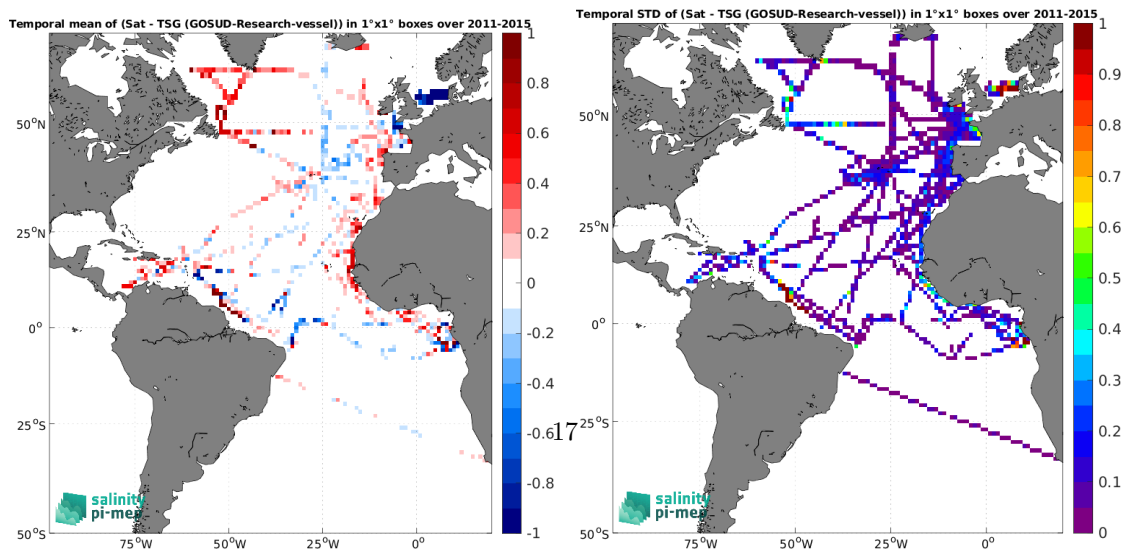 Temporal mean of (Sat - TSG (GOSUD-Research-vessel)) in 1°x1° boxes over 2011-2015
50°N
25°N
0°
25°S
50°S
75°W
50°W
25°W
0°
1
0.8
0.6
0.4
0.2
0
-0.2
-0.4
-0.6
-0.8
-1
salinity
pi-mep
17
Temporal STD of (Sat - TSG (GOSUD-Research-vessel)) in 1°x1° boxes over 2011-2015
50°N
25°N
0°
25°S
50°S
75°W
50°W
25°W
0°
1
0.9
0.8
0.7
0.6
0.5
0.4
0.3
0.2
0.1
0
salinity
pi-mep